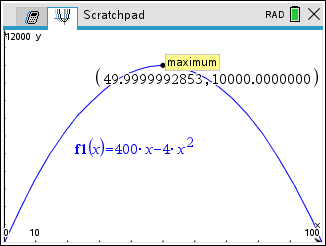 Scratchpad
RAD
12000 y
maximum
(49.9999992853,10000.0000000)
f1(x)=400·x-4·x²
x
0 10 100